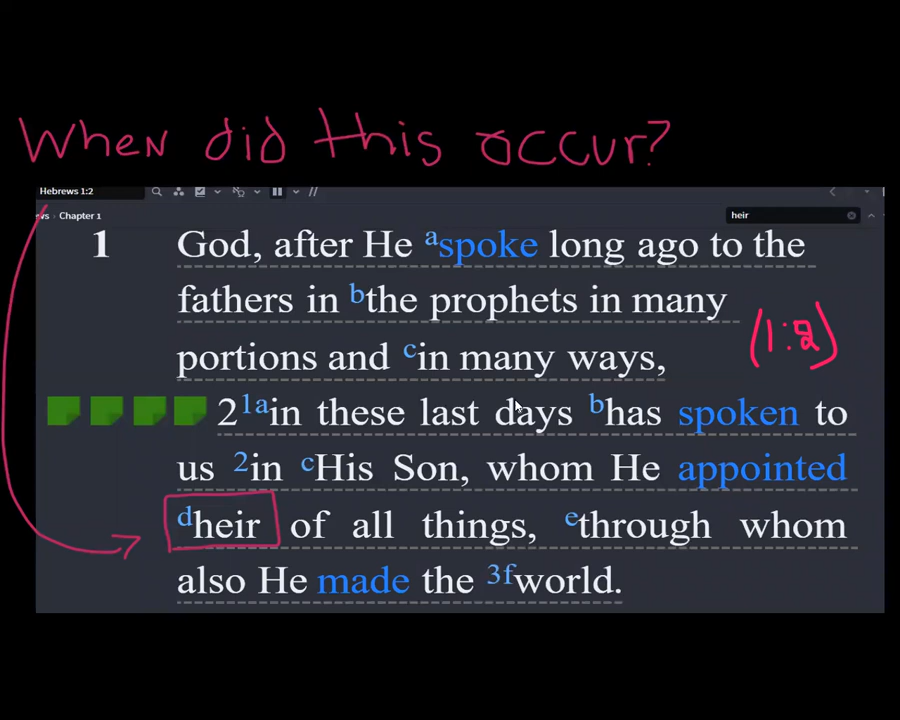 When did this occur?
Hebrews 1:2
Chapter 1
heir
1 God, after He aspoke long ago to the
fathers in bthe prophets in many
(1:2)
portions and cin many ways,
2 1ain these last days bhas spoken to
us 2in cHis Son, whom He appointed
dheir of all things, ethrough whom
also He made the 3fworld.